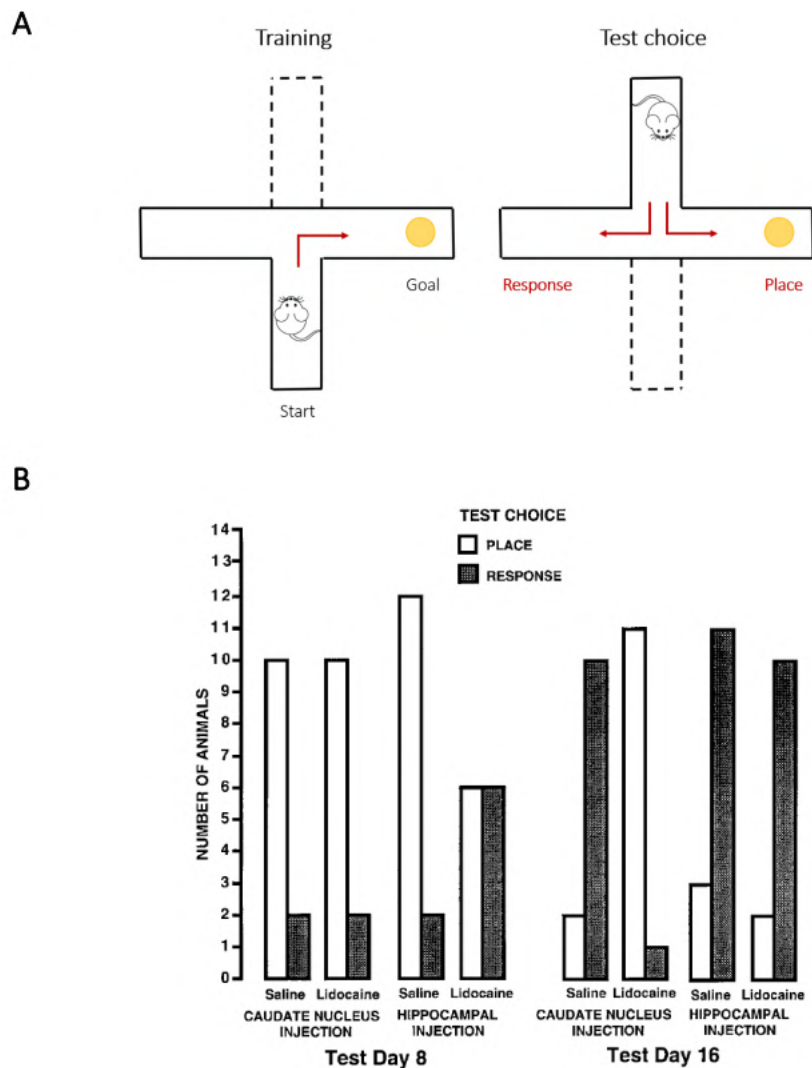 A
Training
Test choice
Goal
Response
Place
Start
B
TEST CHOICE
PLACE
RESPONSE
NUMBER OF ANIMALS
14
13
12
11
10
9
8
7
6
5
4
3
2
1
0
Saline Lidocaine Saline Lidocaine Saline Lidocaine Saline Lidocaine
CAUDATE NUCLEUS HIPPOCAMPAL CAUDATE NUCLEUS HIPPOCAMPAL
INJECTION INJECTION INJECTION INJECTION
Test Day 8 Test Day 16